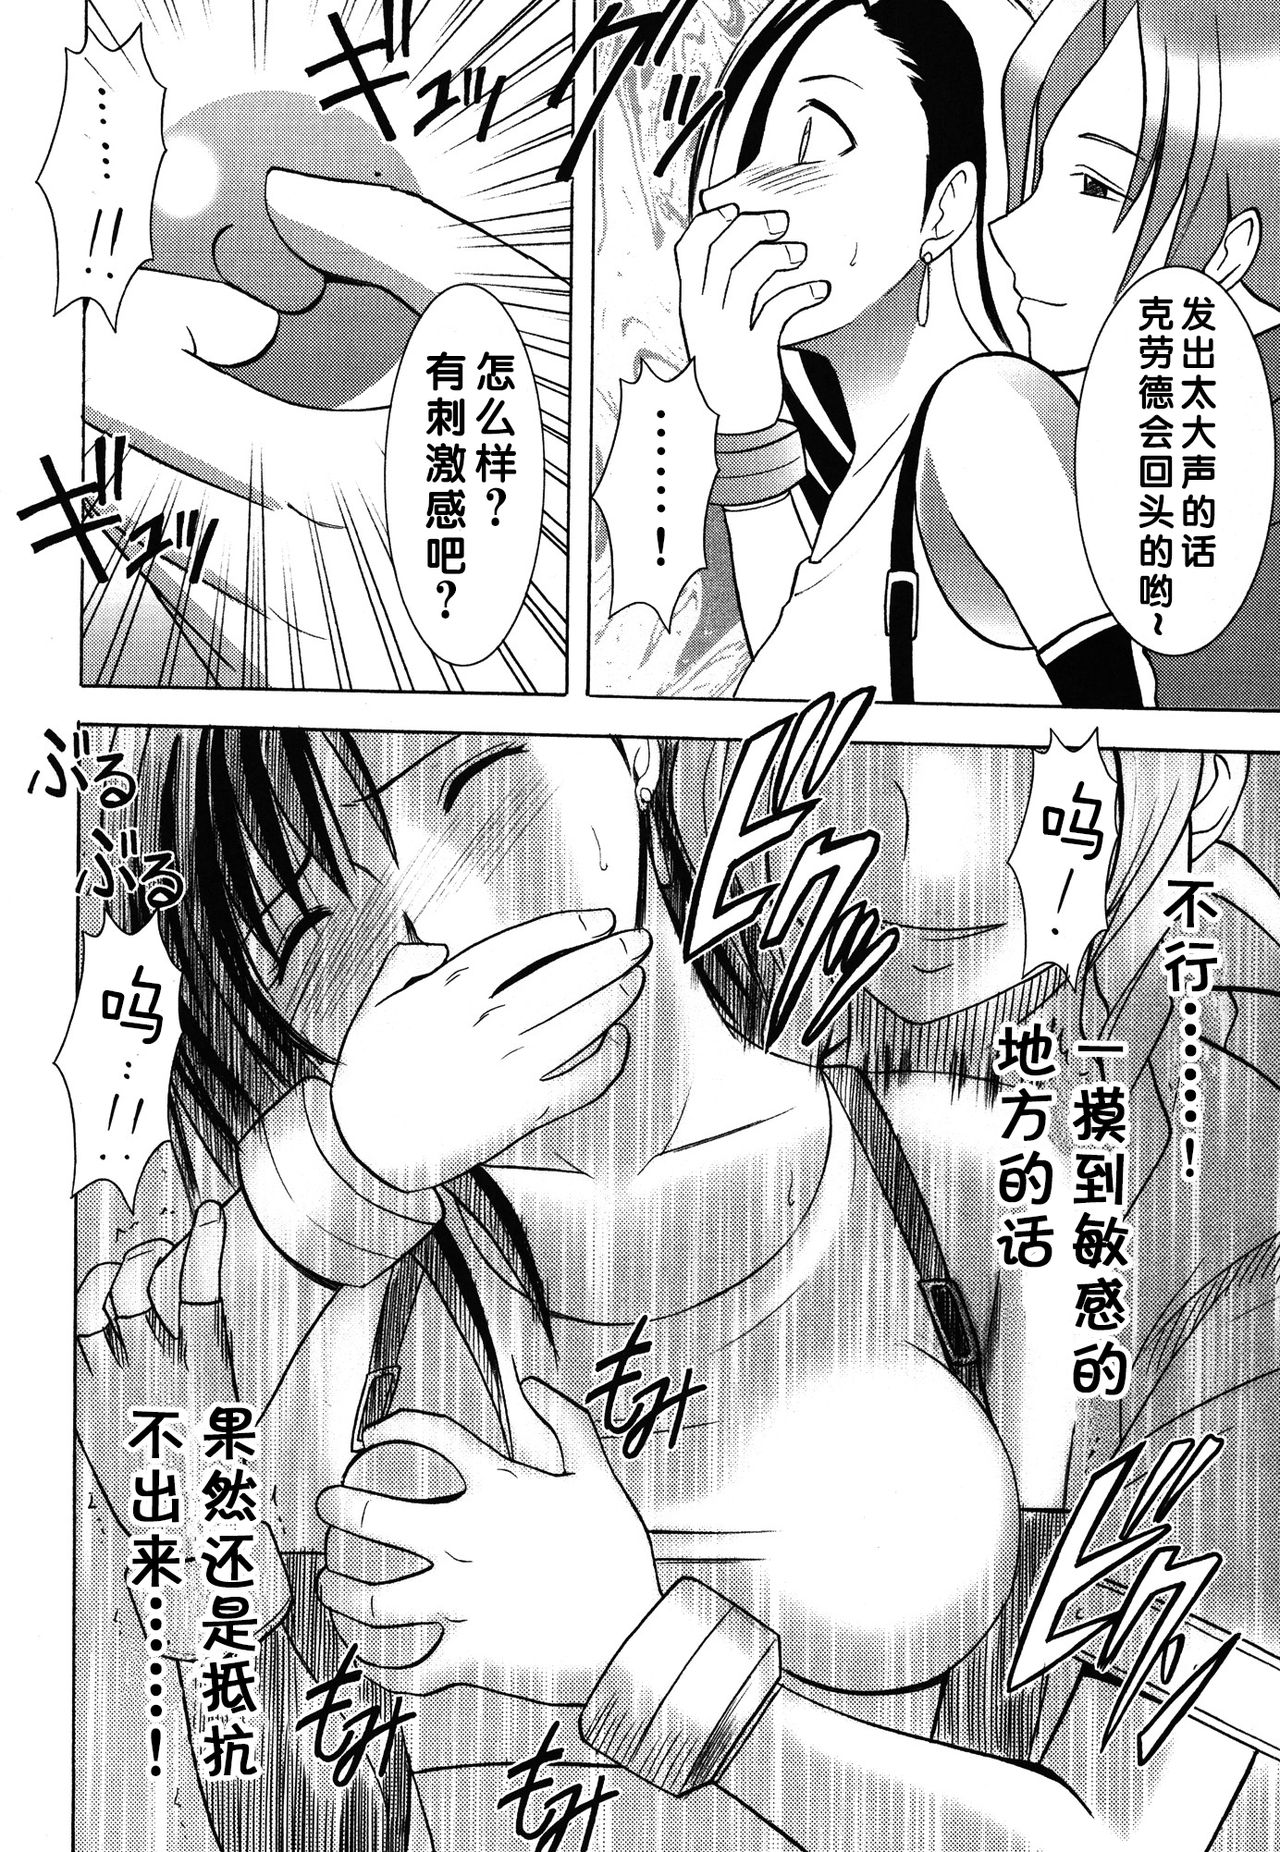 发出太大声的话
克劳德会回头的哟~
グッ
……!
ギュッ
……!!
怎么样?
有刺激感吧?
ギュッ
呜!
不行………!
一摸到敏感的
地方的话
ビクッ
ぶるぶる
呜…!!
もみ
もみ
もみ
ビクッ
果然还是抵抗
不出来………!